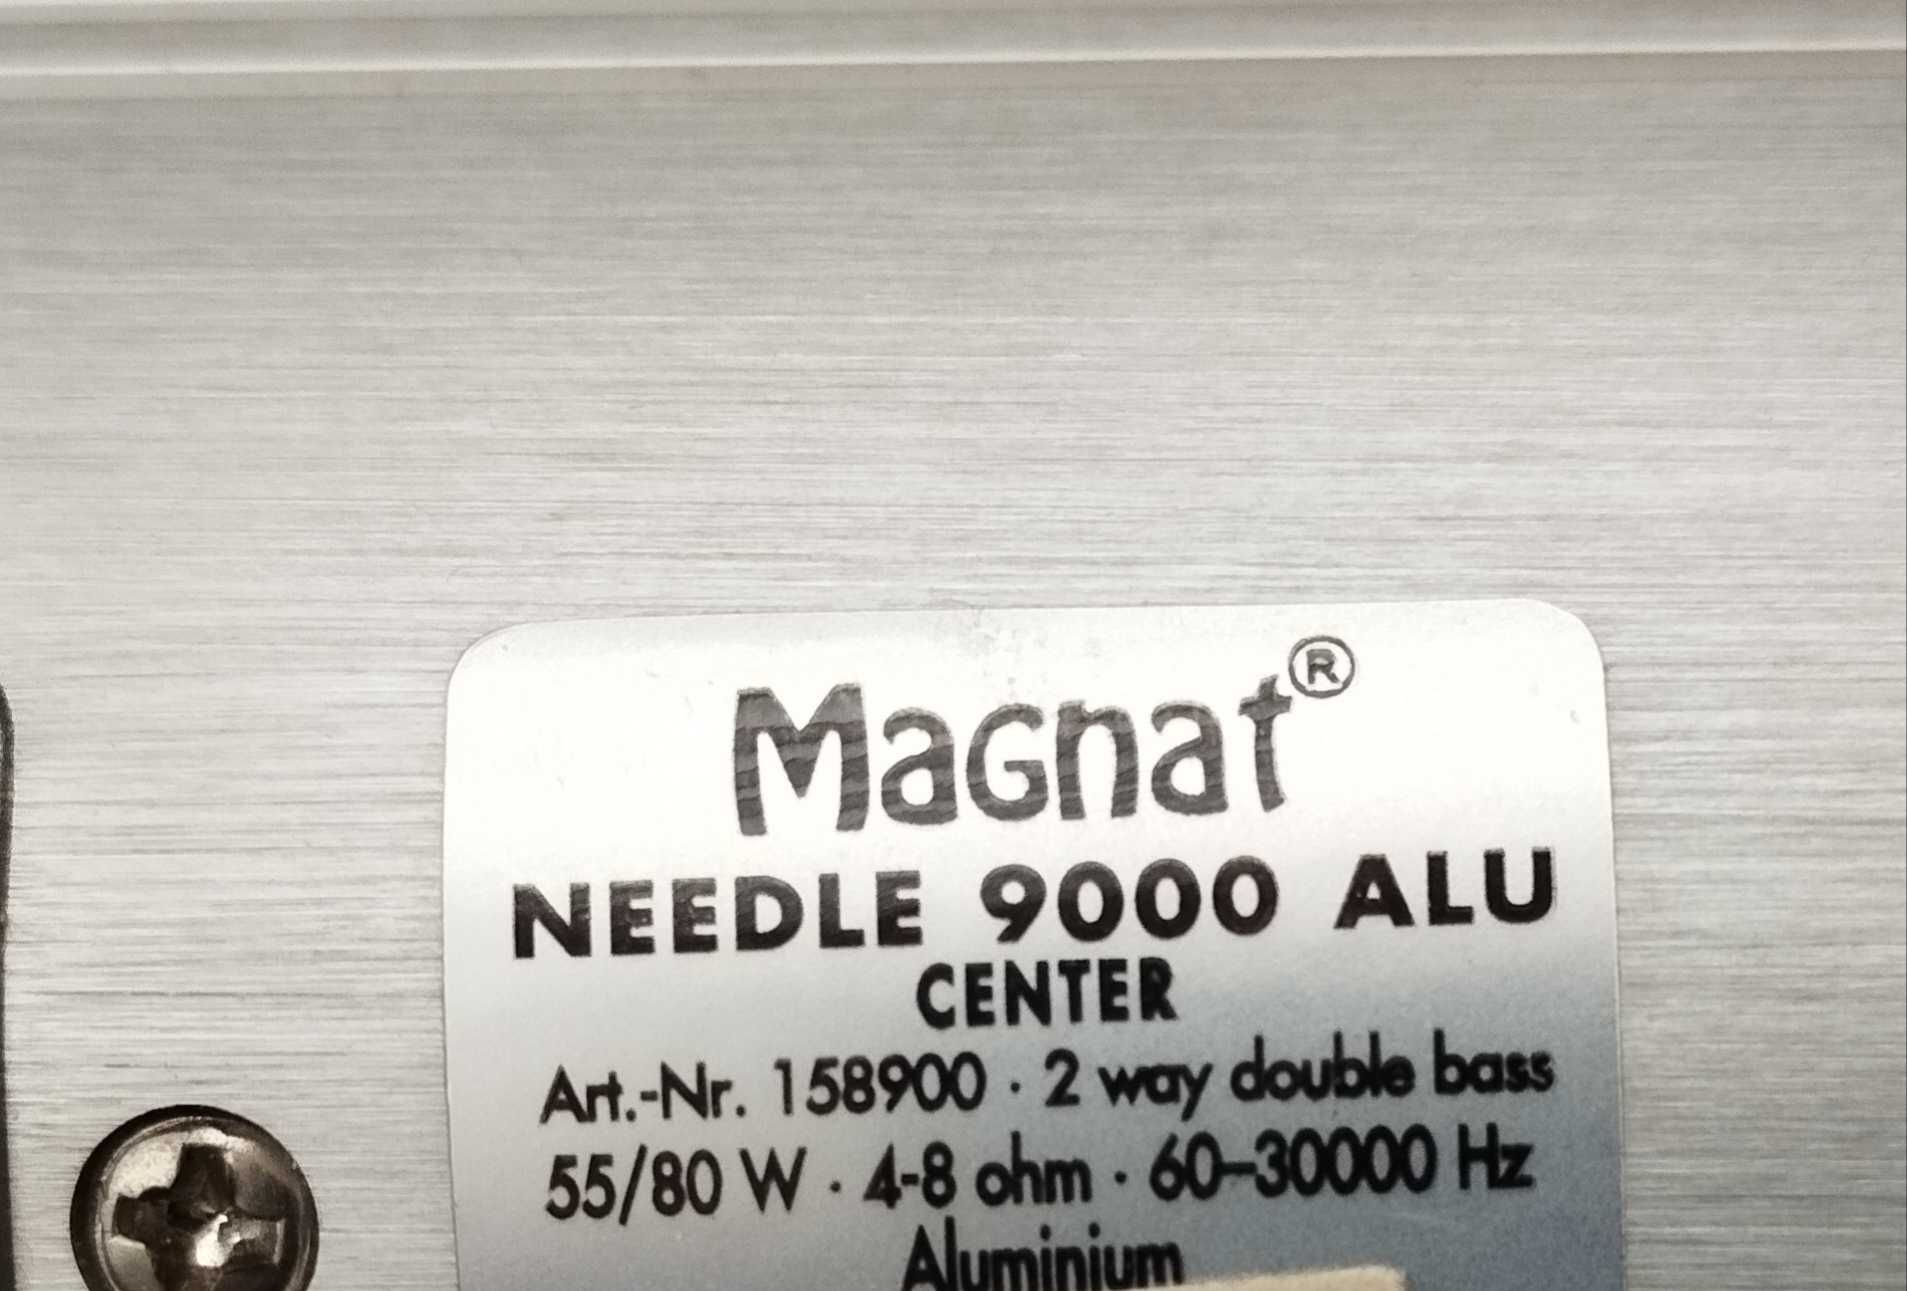 Magnat®
NEEDLE 9000 ALU
CENTER
Art.-Nr. 158900 · 2 way double bass
55/80 W · 4-8 ohm · 60–30000 Hz
Aluminium